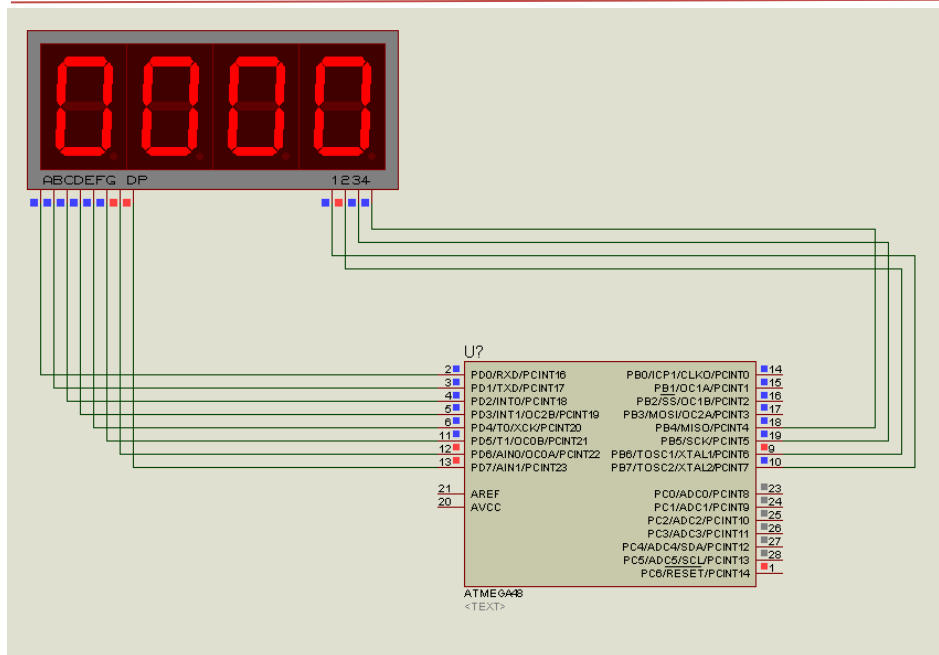 ABCDEFG DP
1234
U?
2 PD0/RXD/PCINT16
3 PD1/TXD/PCINT17
4 PD2/INT0/PCINT18
5 PD3/INT1/OC2B/PCINT19
6 PD4/T0/XCK/PCINT20
11 PD5/T1/OC0B/PCINT21
12 PD6/AIN0/OC0A/PCINT22
13 PD7/AIN1/PCINT23
21 AREF
20 AVCC
PB0/ICP1/CLKO/PCINT0 14
PB1/OC1A/PCINT1 15
PB2/SS/OC1B/PCINT2 16
PB3/MOSI/OC2A/PCINT3 17
PB4/MISO/PCINT4 18
PB5/SCK/PCINT5 19
PB6/TOSC1/XTAL1/PCINT6 9
PB7/TOSC2/XTAL2/PCINT7 10
PC0/ADC0/PCINT8 23
PC1/ADC1/PCINT9 24
PC2/ADC2/PCINT10 25
PC3/ADC3/PCINT11 26
PC4/ADC4/SDA/PCINT12 27
PC5/ADC5/SCL/PCINT13 28
PC6/RESET/PCINT14 1
ATMEGA48
<TEXT>
0000